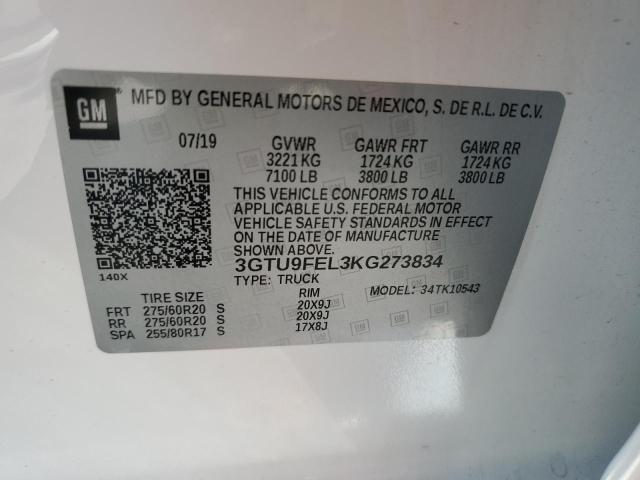 GM MFD BY GENERAL MOTORS DE MEXICO, S. DE R.L. DE C.V.
07/19 GVWR GAWR FRT GAWR RR
3221 KG 1724 KG 1724 KG
7100 LB 3800 LB 3800 LB
THIS VEHICLE CONFORMS TO ALL
APPLICABLE U.S. FEDERAL MOTOR
VEHICLE SAFETY STANDARDS IN EFFECT
ON THE DATE OF MANUFACTURE
SHOWN ABOVE.
3GTU9FEL3KG273834
140X TYPE: TRUCK MODEL: 34TK10543
TIRE SIZE RIM
FRT 275/60R20 S 20X9J
RR 275/60R20 S 20X9J
SPA 255/80R17 S 17X8J